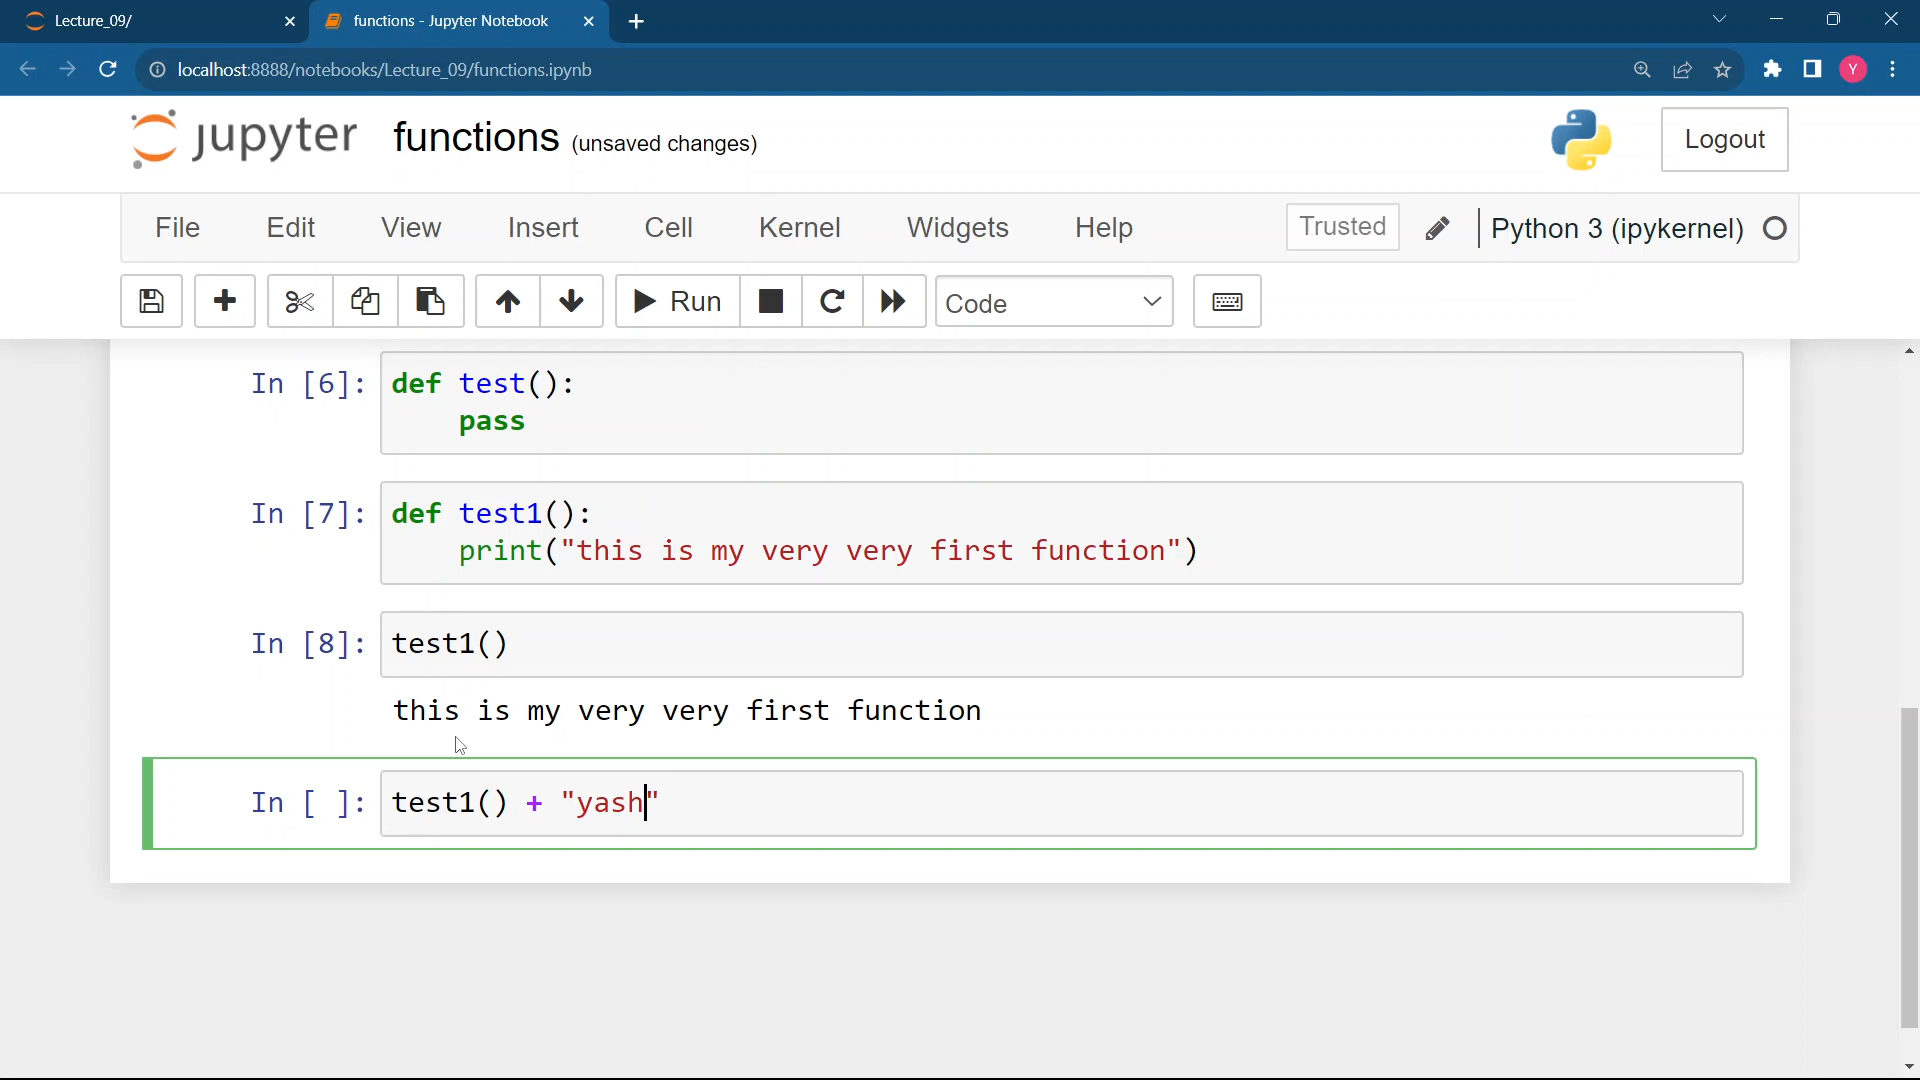 Lecture_09/
functions - Jupyter Notebook
localhost:8888/notebooks/Lecture_09/functions.ipynb
Y
jupyter functions (unsaved changes)
Logout
File Edit View Insert Cell Kernel Widgets Help
Trusted
Python 3 (ipykernel)
Run
Code
In [6]: def test():
pass
In [7]: def test1():
print("this is my very very first function")
In [8]: test1()
this is my very very first function
In [ ]: test1() + "yash"